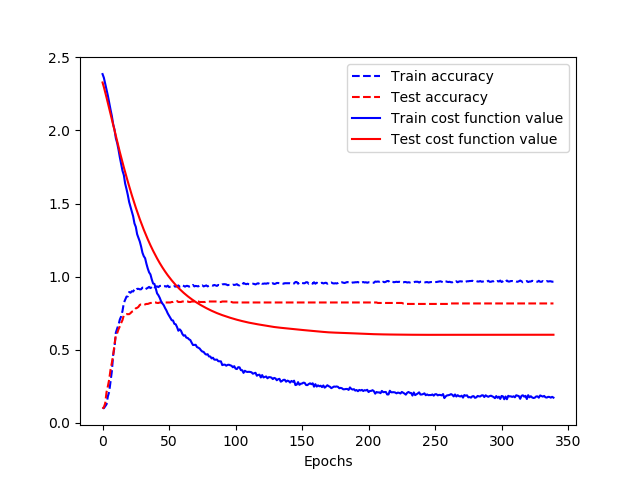 2.5
2.0
1.5
1.0
0.5
0.0
Train accuracy
Test accuracy
Train cost function value
Test cost function value
0 50 100 150 200 250 300 350
Epochs